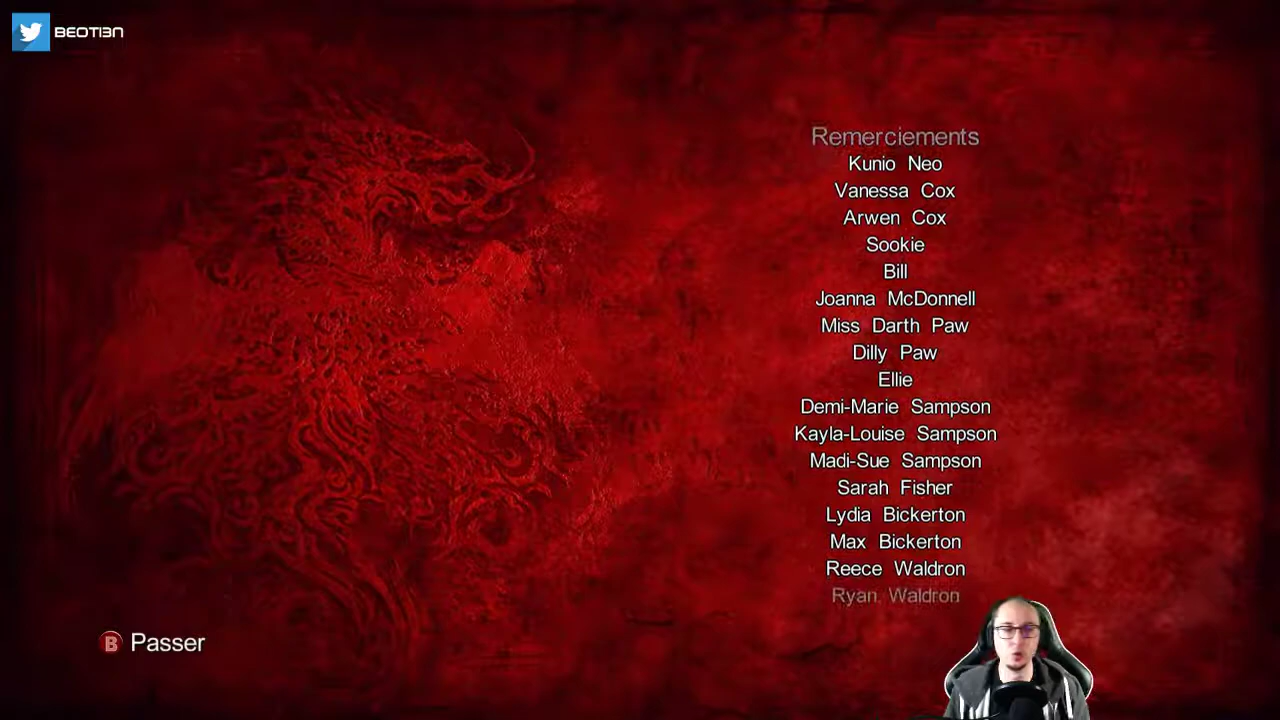 BEOTI3N
Remerciements
Kunio Neo
Vanessa Cox
Arwen Cox
Sookie
Bill
Joanna McDonnell
Miss Darth Paw
Dilly Paw
Ellie
Demi-Marie Sampson
Kayla-Louise Sampson
Madi-Sue Sampson
Sarah Fisher
Lydia Bickerton
Max Bickerton
Reece Waldron
Ryan Waldron
B Passer